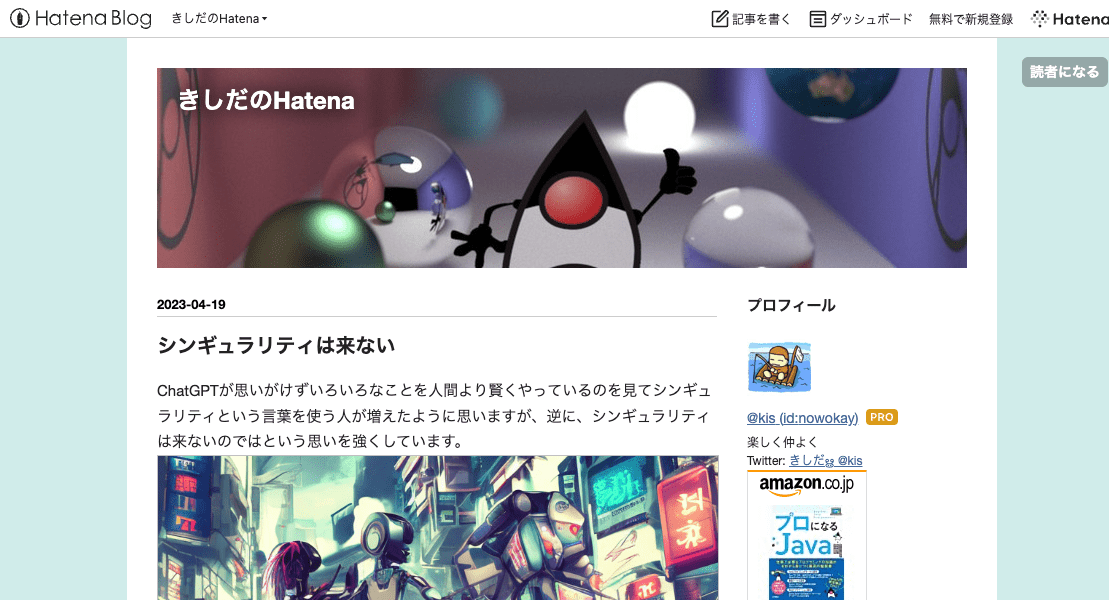 Hatena Blog
きしだのHatena
記事を書く
ダッシュボード
無料で新規登録
Hatena
読者になる
きしだのHatena
2023-04-19
シンギュラリティは来ない
ChatGPTが思いがけずいろいろなことを人間より賢くやっているのを見てシンギュ
ラリティという言葉を使う人が増えたように思いますが、逆に、シンギュラリティ
は来ないのではという思いを強くしています。
プロフィール
@kis (id:nowokay) PRO
楽しく仲よく
Twitter: きしだ @kis
amazon.co.jp
プロになる
Java